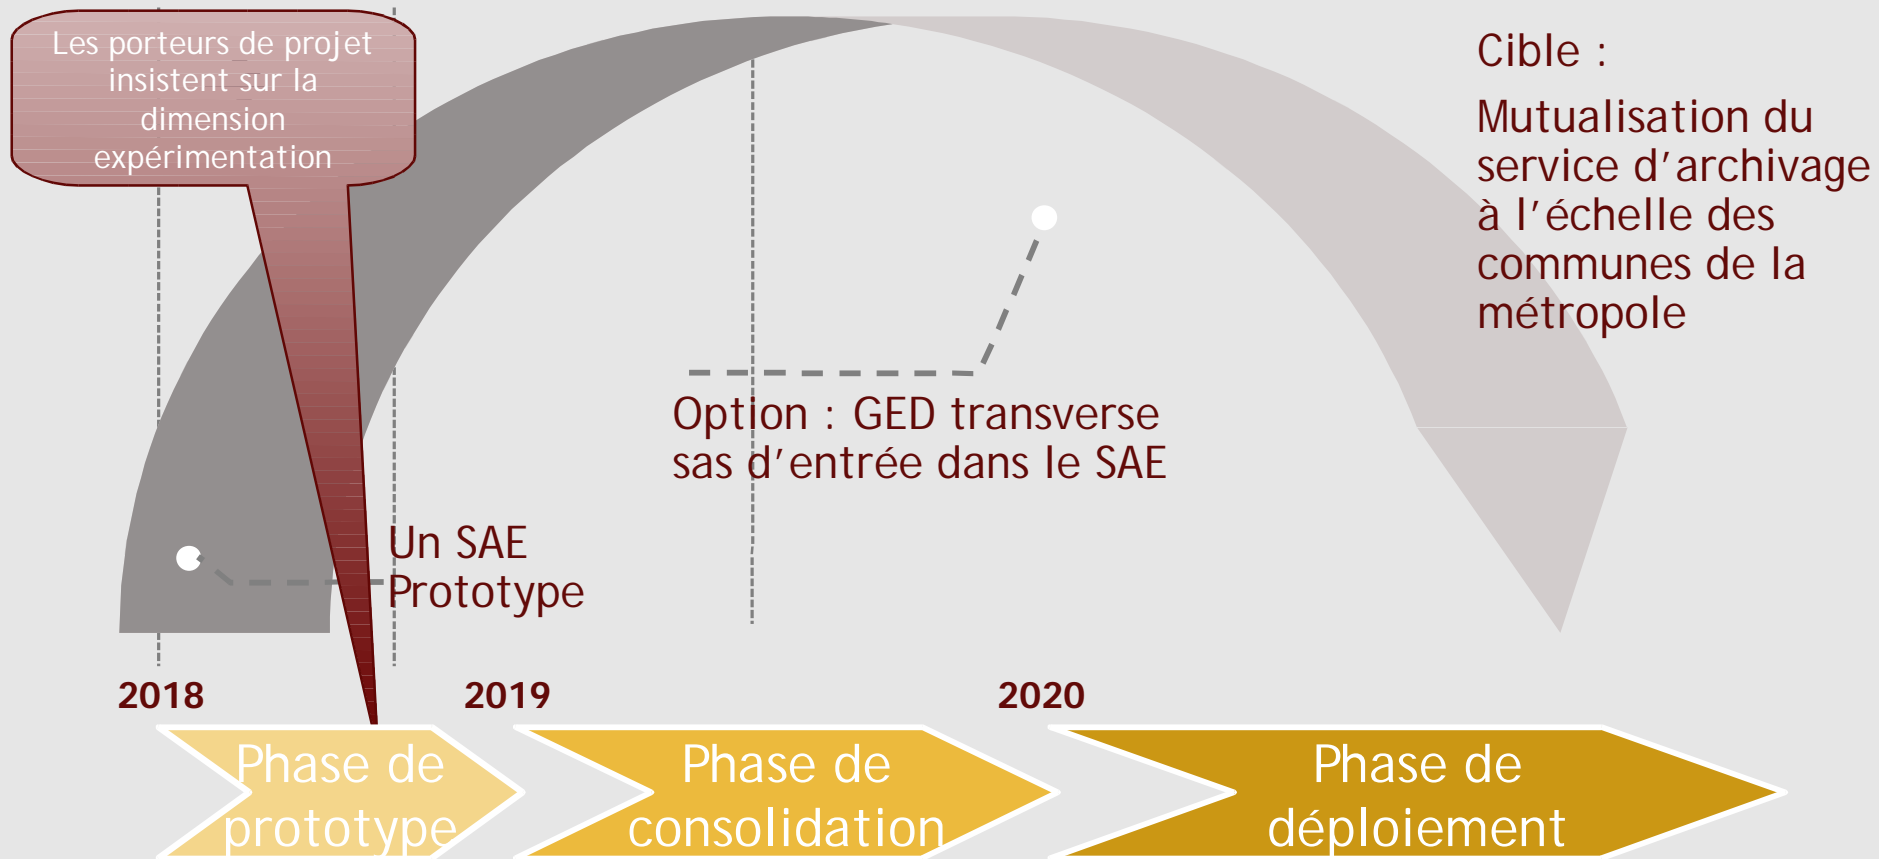 Les porteurs de projet
insistent sur la
dimension
expérimentation
Cible :
Mutualisation du
service d’archivage
à l’échelle des
communes de la
métropole
Option : GED transverse
sas d’entrée dans le SAE
Un SAE
Prototype
2018
2019
2020
Phase de
prototype
Phase de
consolidation
Phase de
déploiement